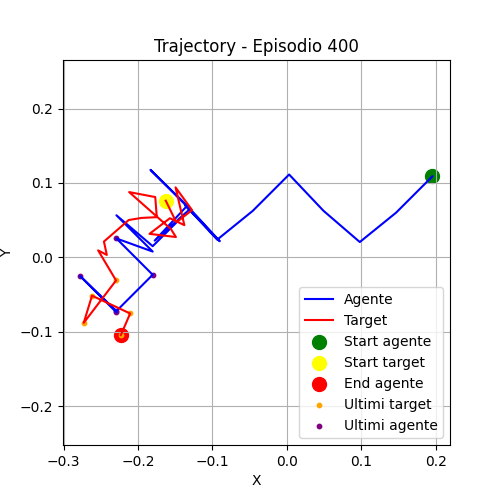 Trajectory - Episodio 400
Y
0.2
0.1
0.0
−0.1
−0.2
−0.3
−0.2
−0.1
0.0
0.1
0.2
X
Agente
Target
Start agente
Start target
End agente
Ultimi target
Ultimi agente